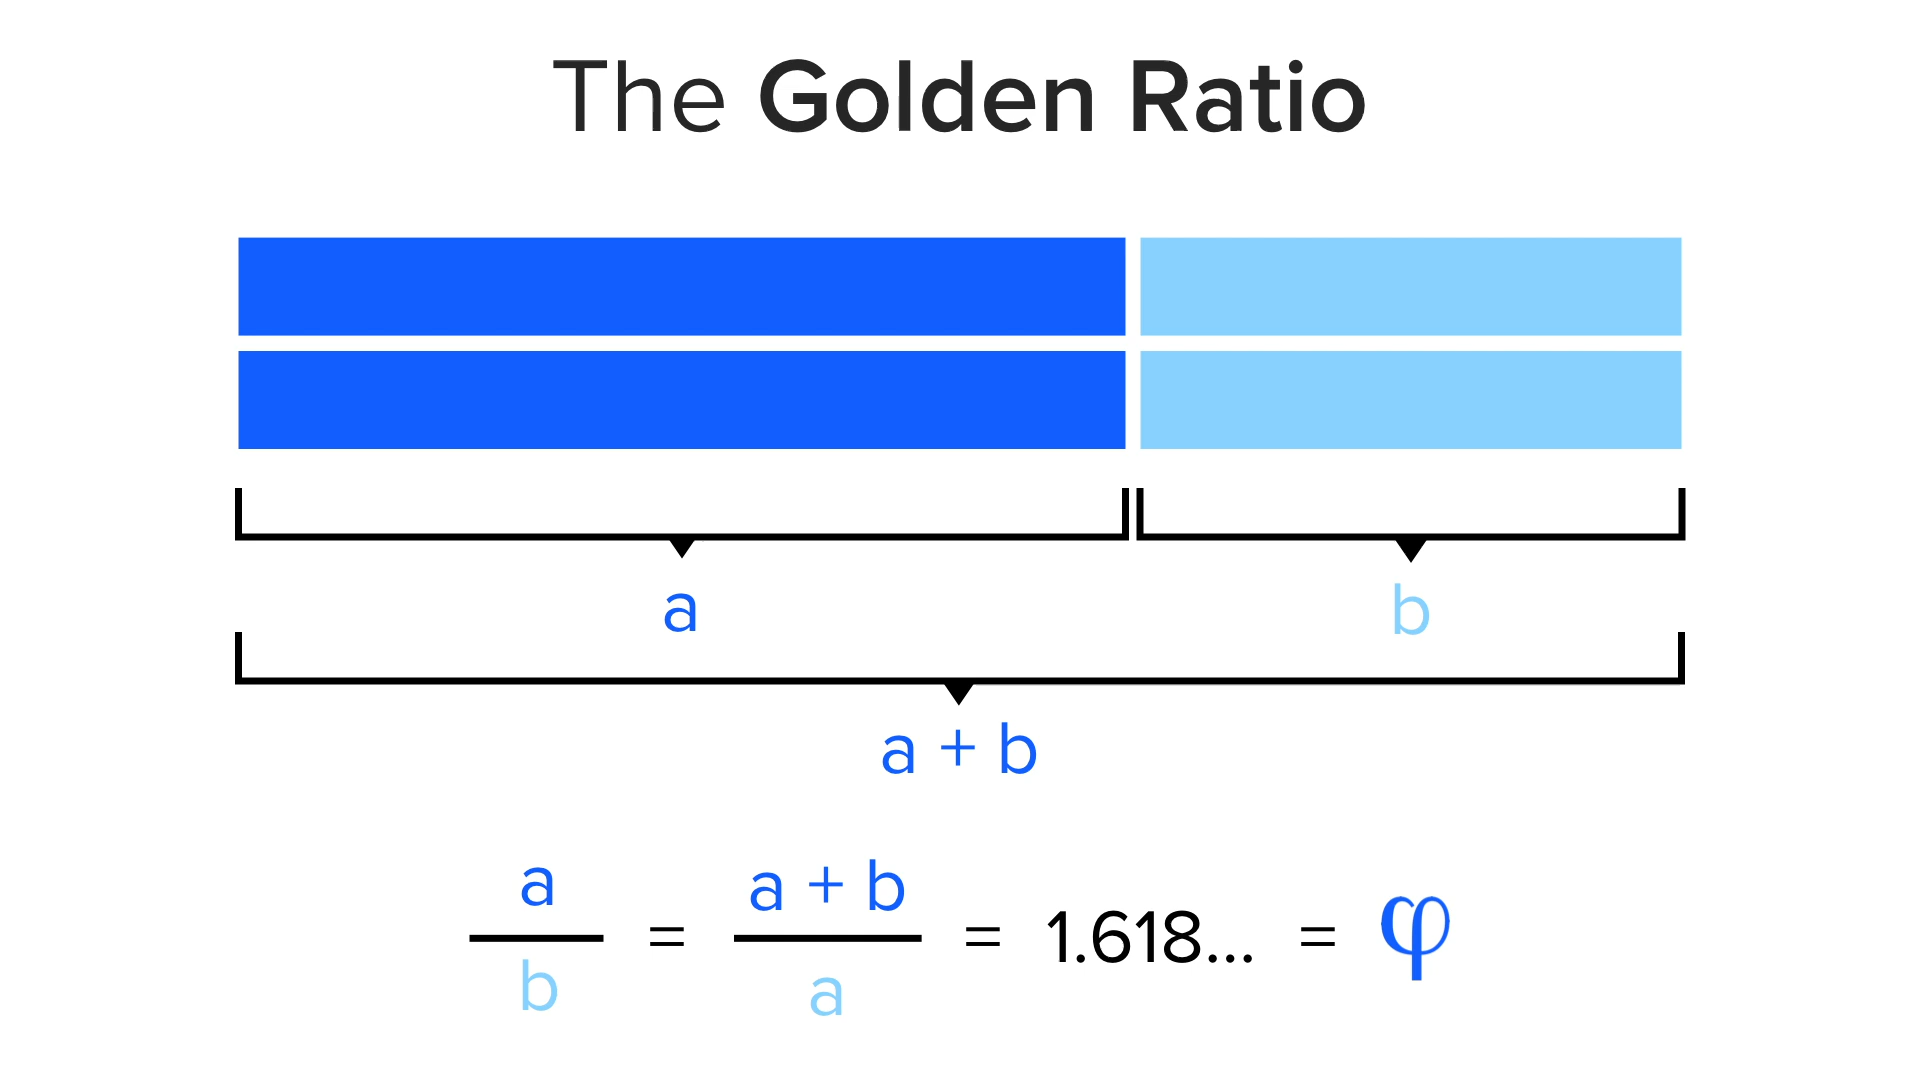 The Golden Ratio
a
b
a + b
a
b
=
a + b
a
= 1.618... = φ